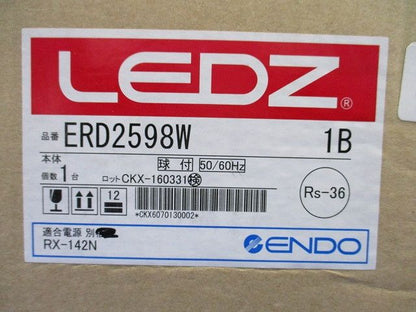 LEDZ®
品番 ERD2598W 1B
本体 球付 50/60Hz
個数 1台 ロット CKX-160331 検
Rs-36
12
*CKX6070130002*
適合電源 別
RX-142N
ENDO